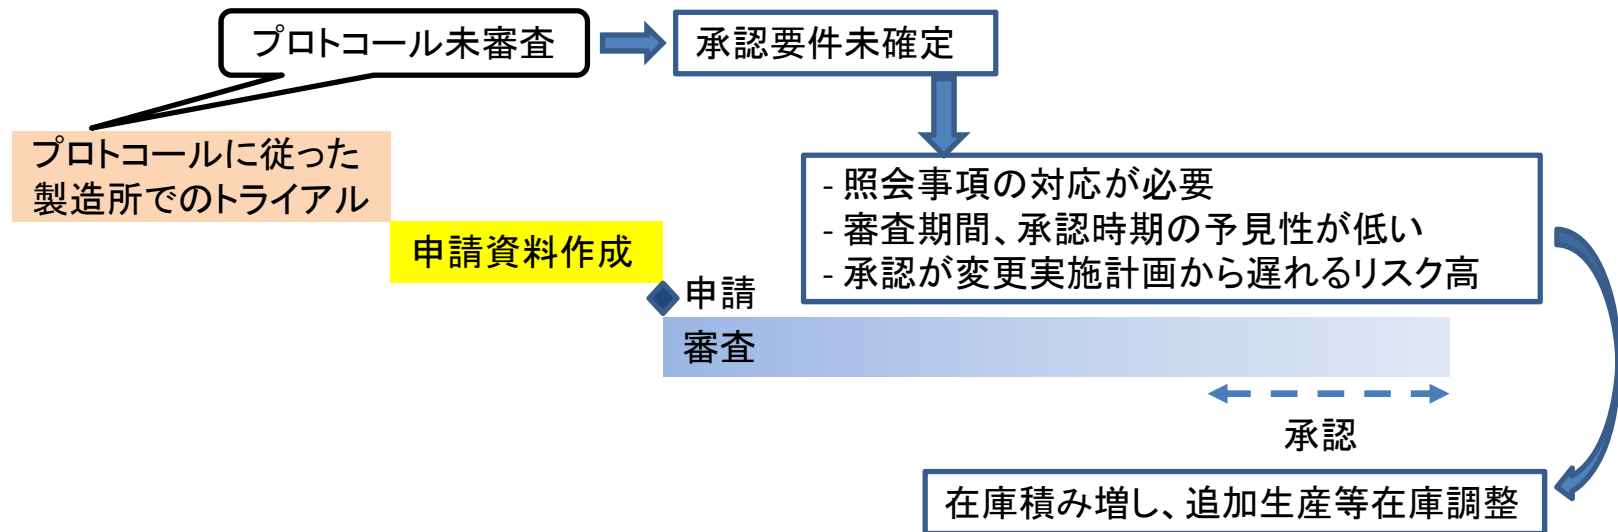 プロトコール未審査
承認要件未確定
プロトコールに従った
製造所でのトライアル
- 照会事項の対応が必要
- 審査期間、承認時期の予見性が低い
- 承認が変更実施計画から遅れるリスク高
申請資料作成
申請
審査
承認
在庫積み増し、追加生産等在庫調整